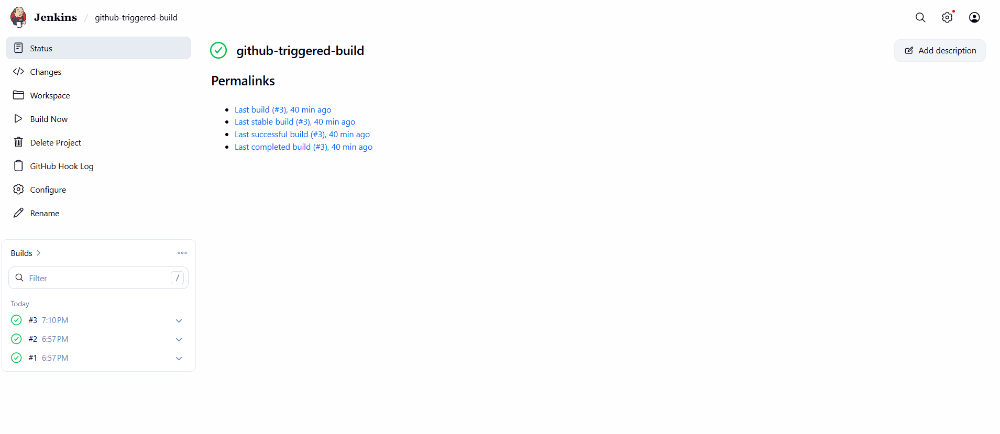 Jenkins / github-triggered-build
Status
Changes
Workspace
Build Now
Delete Project
GitHub Hook Log
Configure
Rename
Builds
Filter /
Today
#3 7:10 PM
#2 6:57 PM
#1 6:57 PM
github-triggered-build
Add description
Permalinks
Last build (#3), 40 min ago
Last stable build (#3), 40 min ago
Last successful build (#3), 40 min ago
Last completed build (#3), 40 min ago